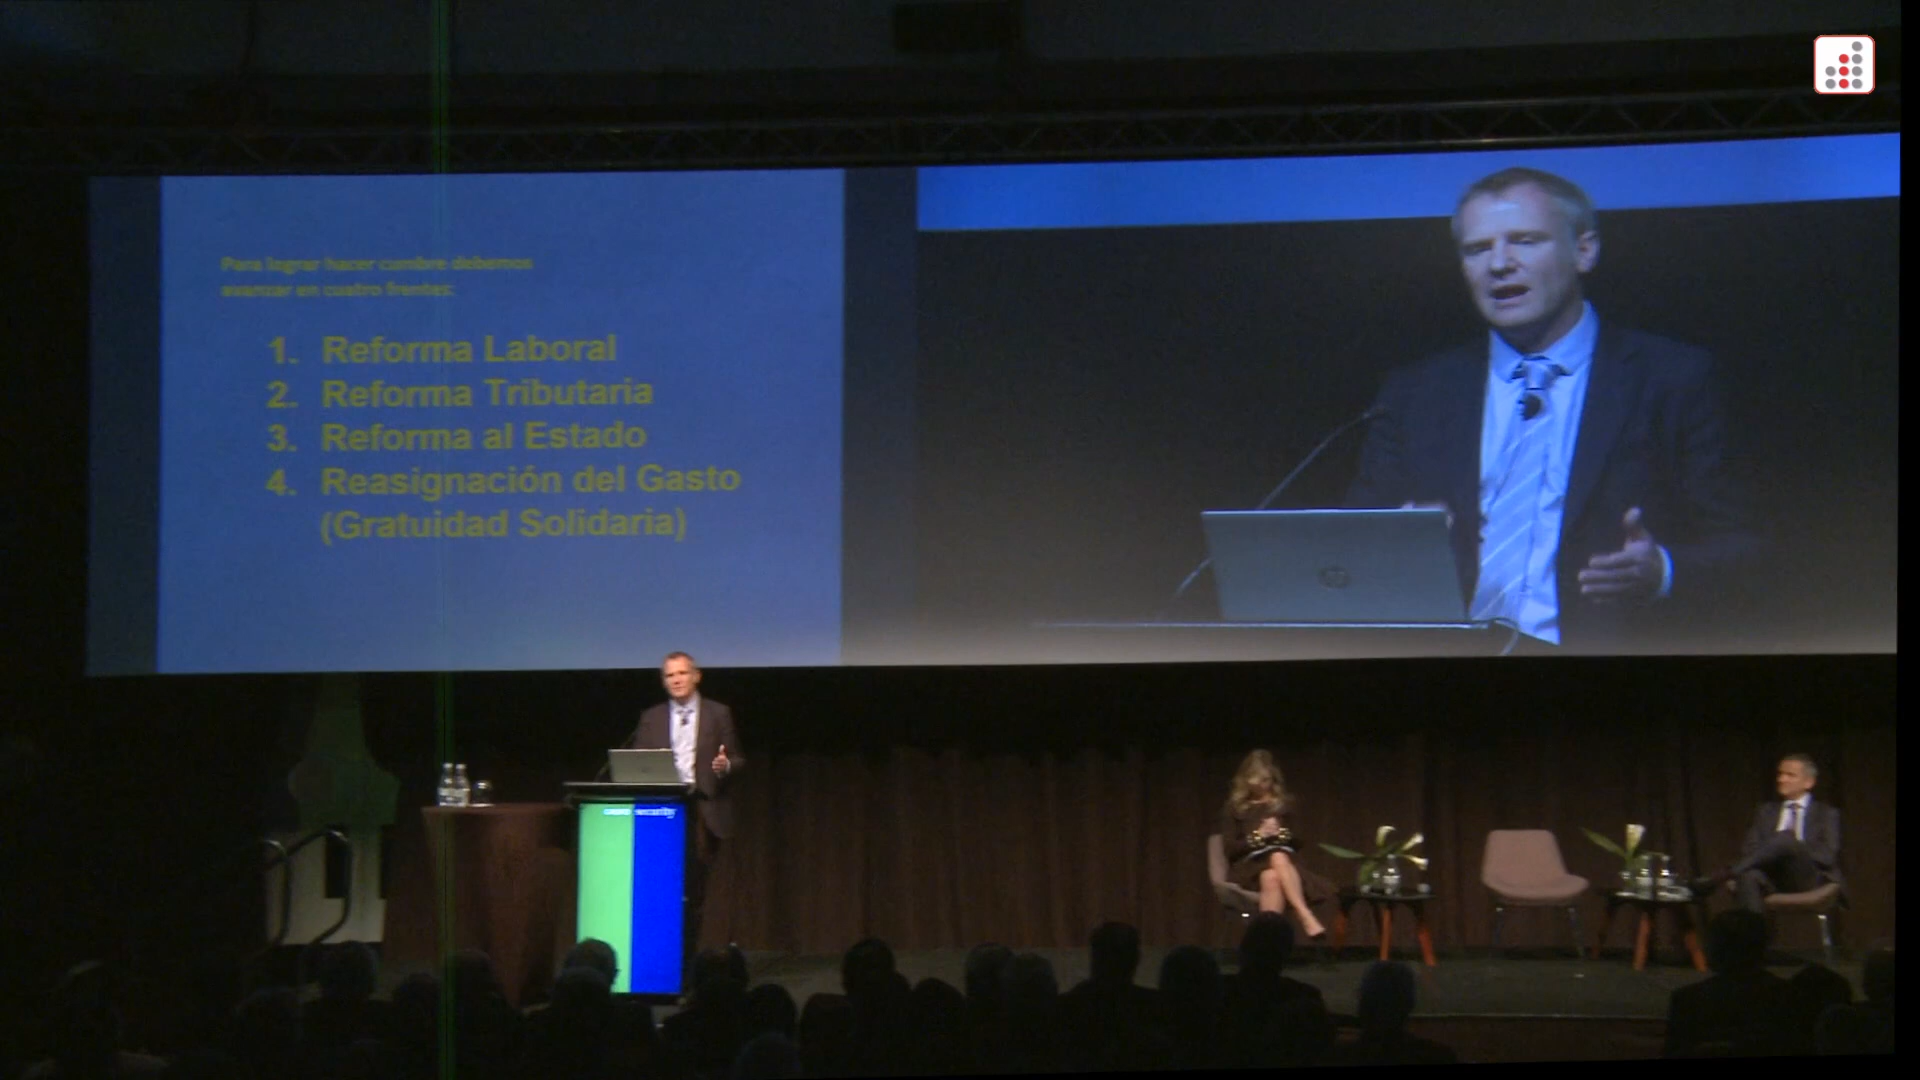 Para lograr hacer cumbre debemos
avanzar en cuatro frentes:
1. Reforma Laboral
2. Reforma Tributaria
3. Reforma al Estado
4. Reasignación del Gasto
(Gratuidad Solidaria)
security